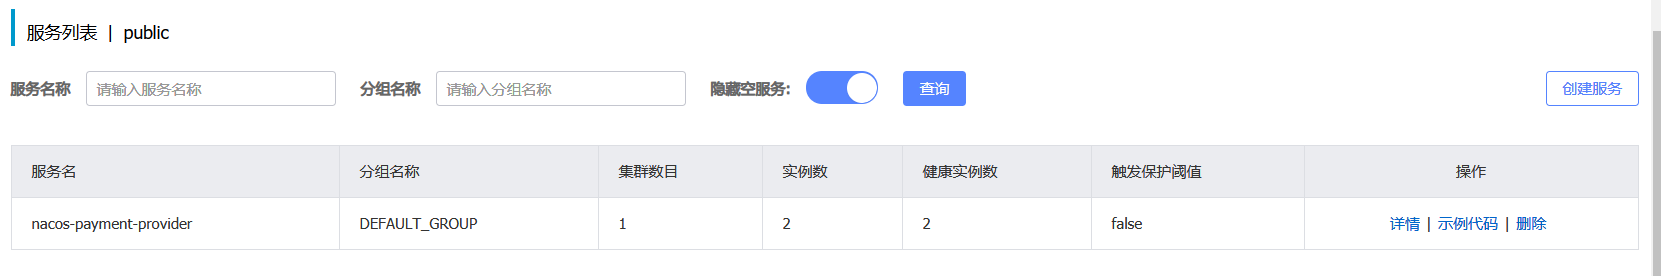 服务列表 | public
服务名称 请输入服务名称 分组名称 请输入分组名称 隐藏空服务: 查询 创建服务
服务名 分组名称 集群数目 实例数 健康实例数 触发保护阈值 操作
nacos-payment-provider DEFAULT_GROUP 1 2 2 false 详情 | 示例代码 | 删除